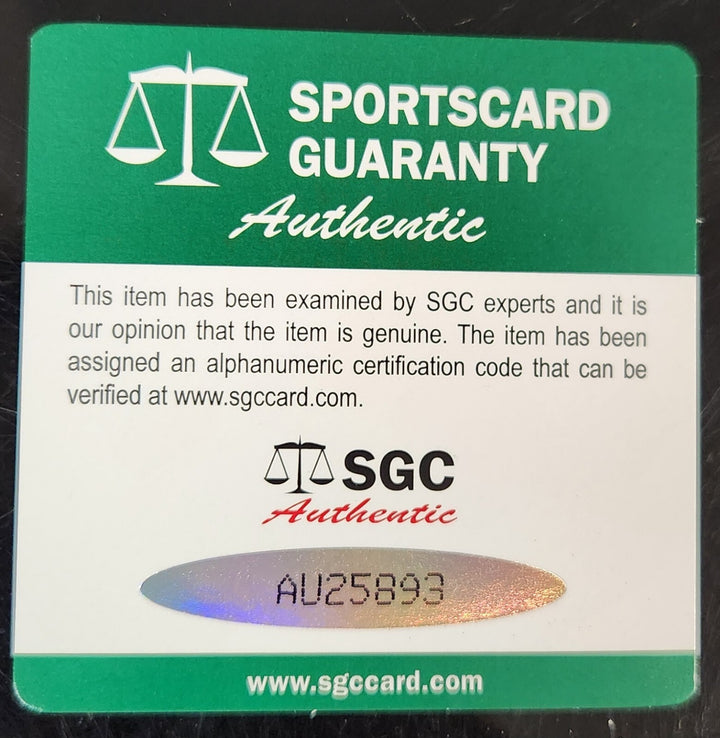 SPORTSCARD
GUARANTY
Authentic
This item has been examined by SGC experts and it is
our opinion that the item is genuine. The item has been
assigned an alphanumeric certification code that can be
verified at www.sgccard.com.
SGC
Authentic
AU25893
www.sgccard.com